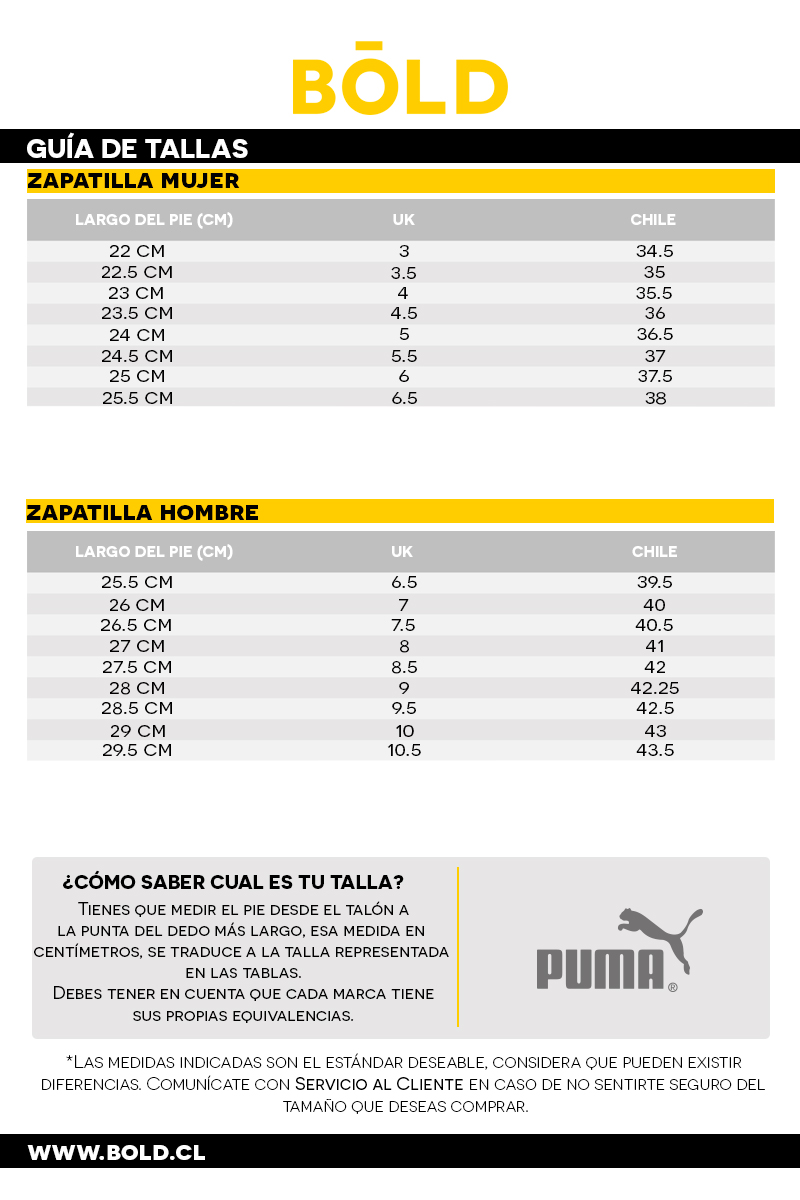 BŌLD
GUÍA DE TALLAS
ZAPATILLA MUJER
LARGO DEL PIE (CM) UK CHILE
22 CM 3 34.5
22.5 CM 3.5 35
23 CM 4 35.5
23.5 CM 4.5 36
24 CM 5 36.5
24.5 CM 5.5 37
25 CM 6 37.5
25.5 CM 6.5 38
ZAPATILLA HOMBRE
LARGO DEL PIE (CM) UK CHILE
25.5 CM 6.5 39.5
26 CM 7 40
26.5 CM 7.5 40.5
27 CM 8 41
27.5 CM 8.5 42
28 CM 9 42.25
28.5 CM 9.5 42.5
29 CM 10 43
29.5 CM 10.5 43.5
¿CÓMO SABER CUAL ES TU TALLA?
TIENES QUE MEDIR EL PIE DESDE EL TALÓN A
LA PUNTA DEL DEDO MÁS LARGO, ESA MEDIDA EN
CENTÍMETROS, SE TRADUCE A LA TALLA REPRESENTADA
EN LAS TABLAS.
DEBES TENER EN CUENTA QUE CADA MARCA TIENE
SUS PROPIAS EQUIVALENCIAS.
PUMA®
*LAS MEDIDAS INDICADAS SON EL ESTÁNDAR DESEABLE, CONSIDERA QUE PUEDEN EXISTIR
DIFERENCIAS. COMUNÍCATE CON SERVICIO AL CLIENTE EN CASO DE NO SENTIRTE SEGURO DEL
TAMAÑO QUE DESEAS COMPRAR.
WWW.BOLD.CL